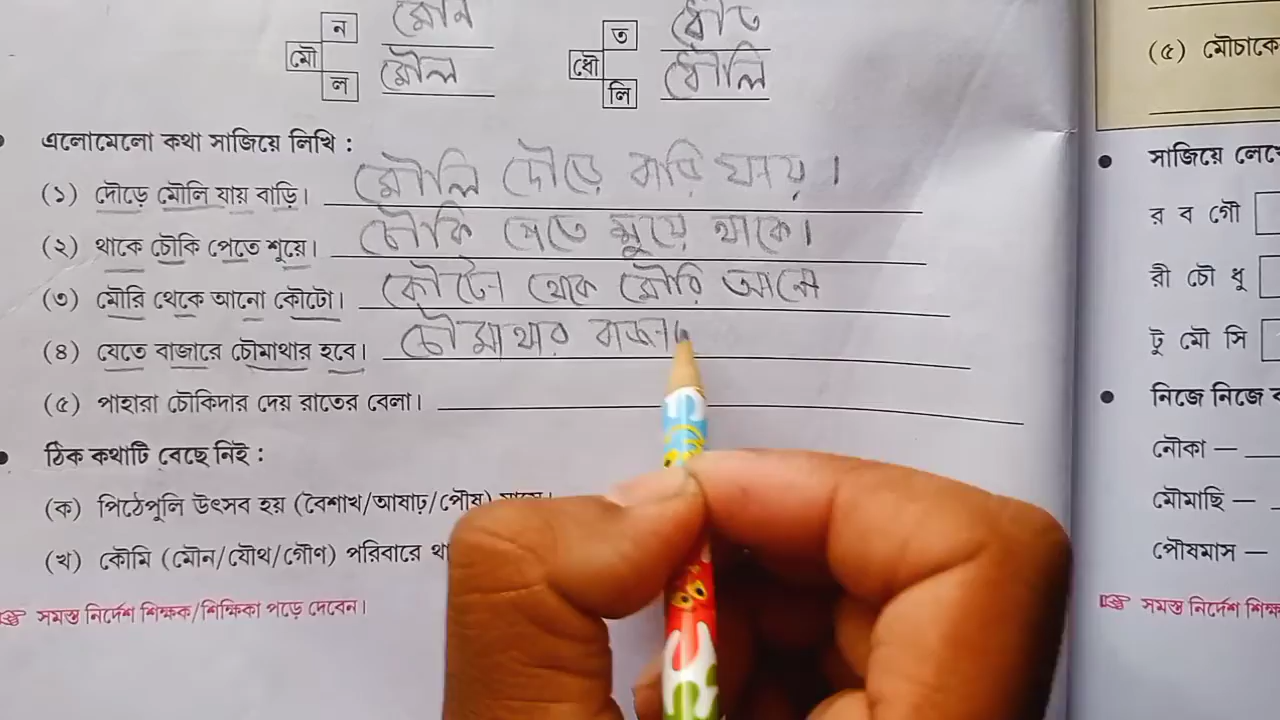 ন মৌন
মৌ
ল মৌল
ত ধৌত
ধৌ
লি ধৌলি
(৫) মৌচাকে
এলোমেলো কথা সাজিয়ে লিখি :
(১) দৌড়ে মৌলি যায় বাড়ি। মৌলি দৌড়ে বাড়ি যায়।
(২) থাকে চৌকি পেতে শুয়ে। চৌকি পেতে শুয়ে থাকে।
(৩) মৌরি থেকে আনো কৌটো। কৌটো থেকে মৌরি আনো
(৪) যেতে বাজারে চৌমাথার হবে। চৌমাথার
(৫) পাহারা চৌকিদার দেয় রাতের বেলা।
ঠিক কথাটি বেছে নিই :
(ক) পিঠেপুলি উৎসব হয় (বৈশাখ/আষাঢ়/পৌষ)
(খ) কৌমি (মৌন/যৌথ/গৌণ) পরিবারে
সমস্ত নির্দেশ শিক্ষক/শিক্ষিকা পড়ে দেবেন।
সাজিয়ে লেখো
র ব গৌ
রী চৌ ধু
টু মৌ সি
নিজে নিজে
নৌকা —
মৌমাছি —
পৌষমাস —
সমস্ত নির্দেশ